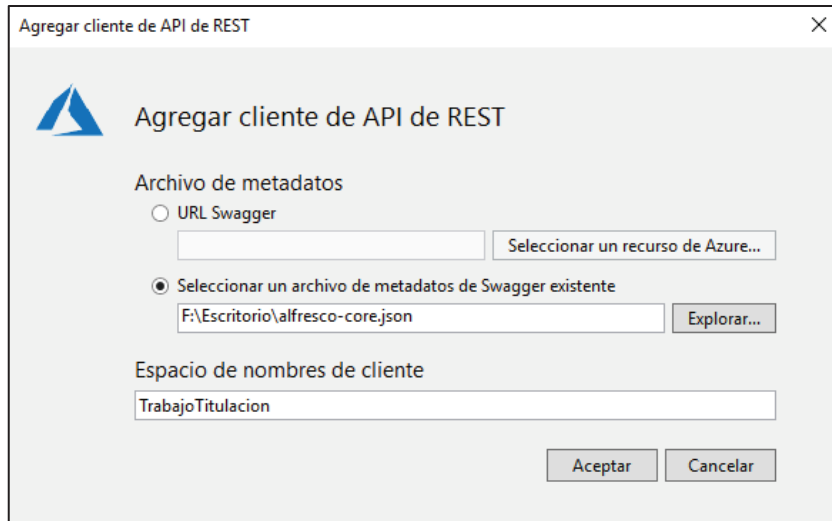 Agregar cliente de API de REST
Agregar cliente de API de REST
Archivo de metadatos
URL Swagger
Seleccionar un recurso de Azure...
Seleccionar un archivo de metadatos de Swagger existente
F:\Escritorio\alfresco-core.json Explorar...
Espacio de nombres de cliente
TrabajoTitulacion
Aceptar Cancelar